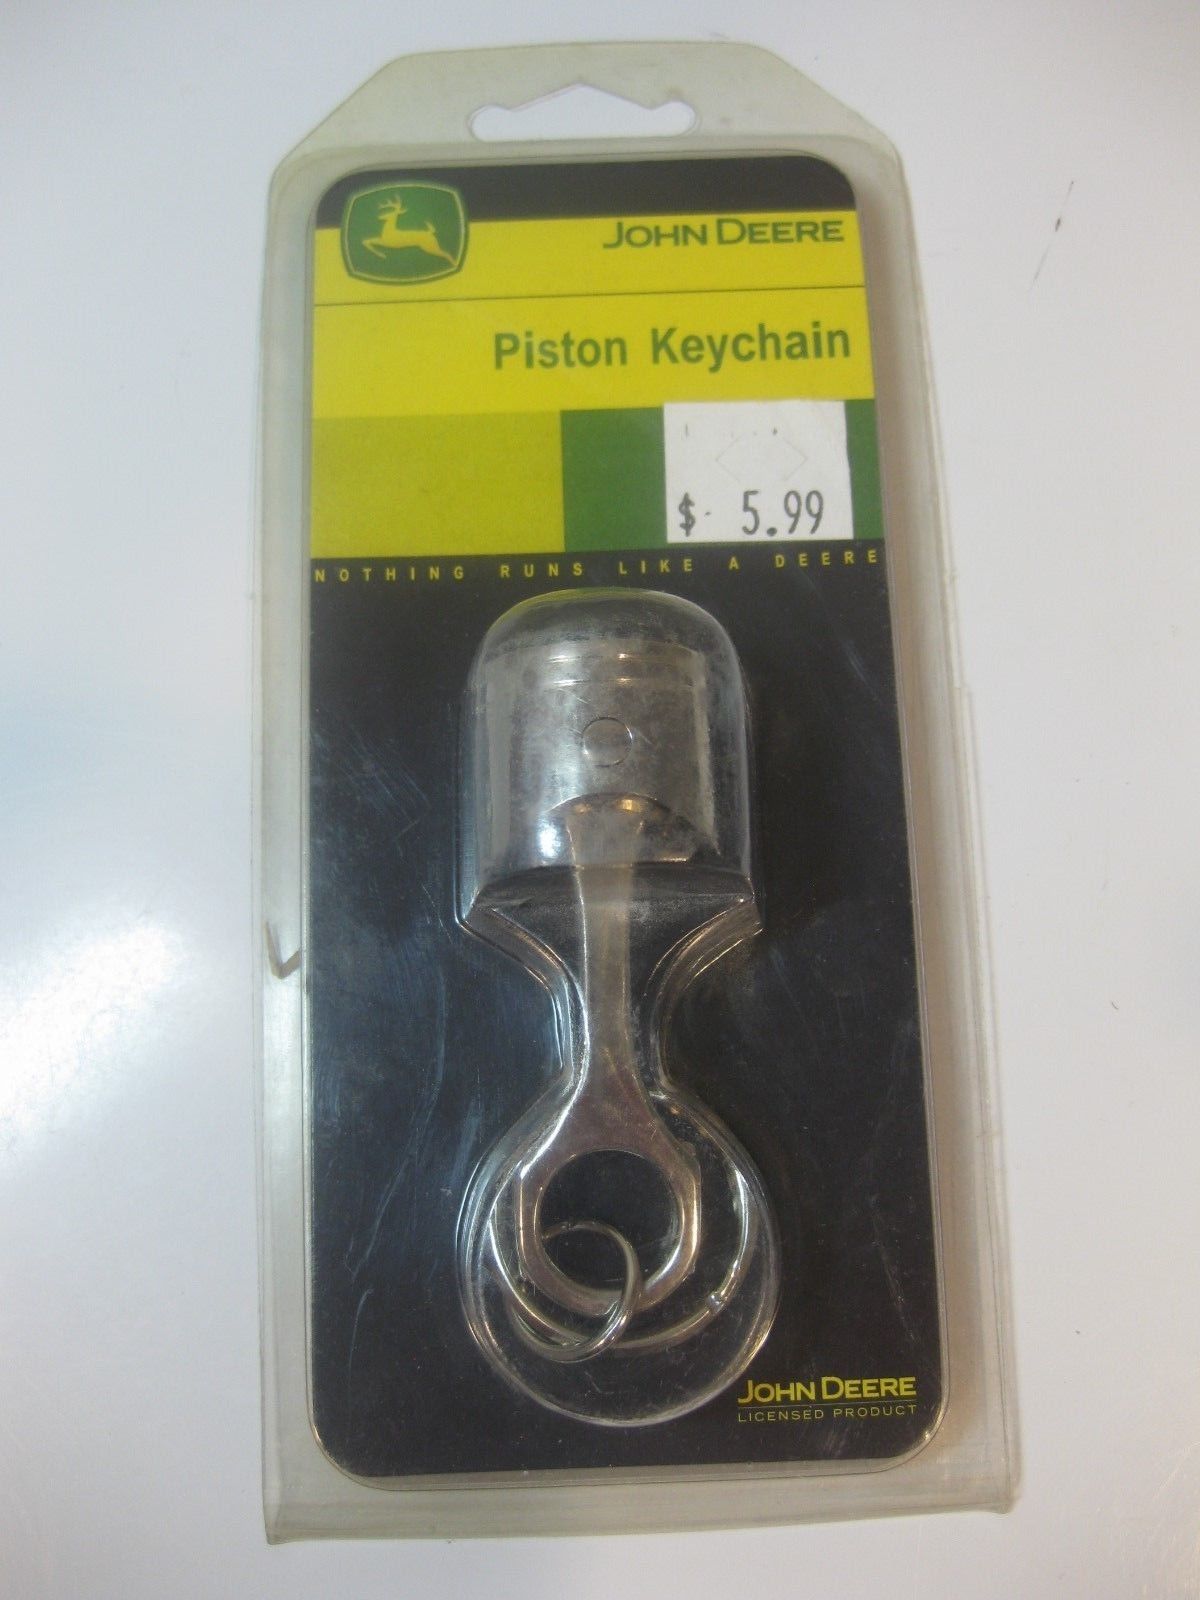 JOHN DEERE
Piston Keychain
$ 5.99
NOTHING RUNS LIKE A DEERE
JOHN DEERE
LICENSED PRODUCT